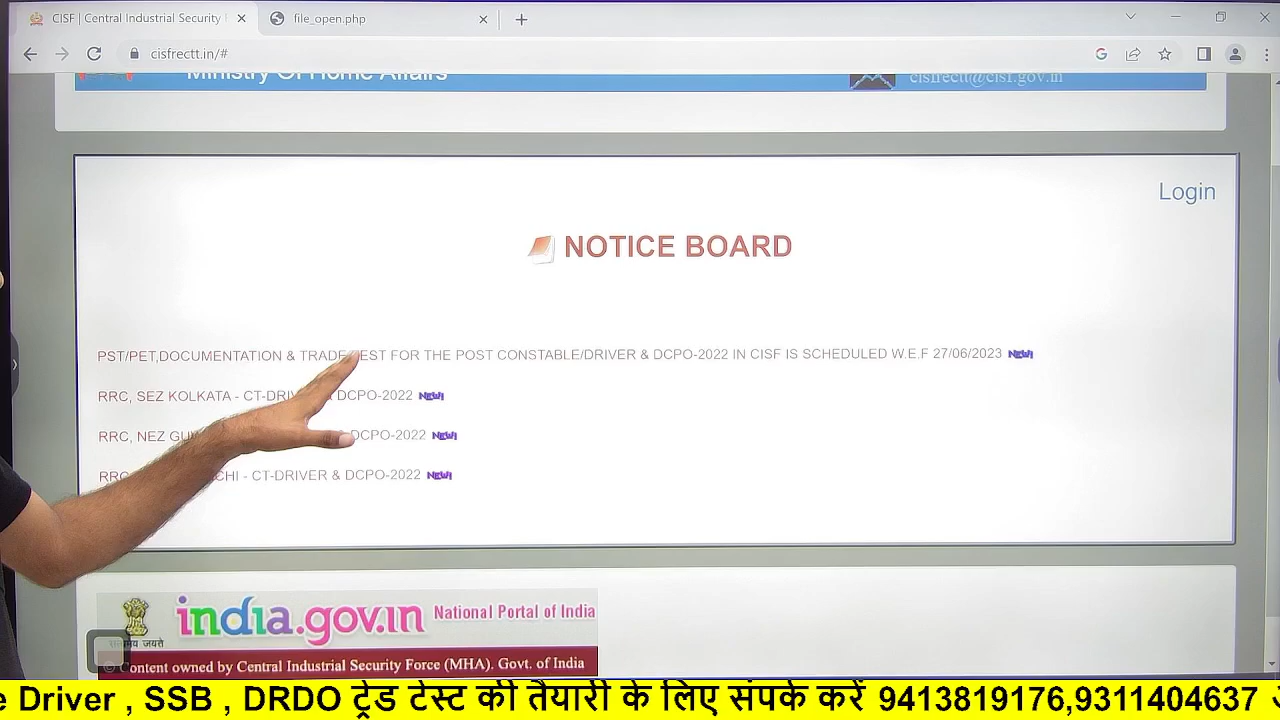 CISF | Central Industrial Security
file_open.php
cisfrectt.in/#
Ministry Of Home Affairs
cisfrectt@cisf.gov.in
Login
NOTICE BOARD
PST/PET,DOCUMENTATION & TRADE TEST FOR THE POST CONSTABLE/DRIVER & DCPO-2022 IN CISF IS SCHEDULED W.E.F 27/06/2023 NEW!
RRC, SEZ KOLKATA - CT-DRIV DCPO-2022 NEW!
RRC, NEZ DCPO-2022 NEW!
RRC CHI - CT-DRIVER & DCPO-2022 NEW!
india.gov.in National Portal of India
सत्यमेव जयते
© Content owned by Central Industrial Security Force (MHA). Govt. of India
e Driver , SSB , DRDO ट्रेड टेस्ट की तैयारी के लिए संपर्क करें 9413819176,9311404637